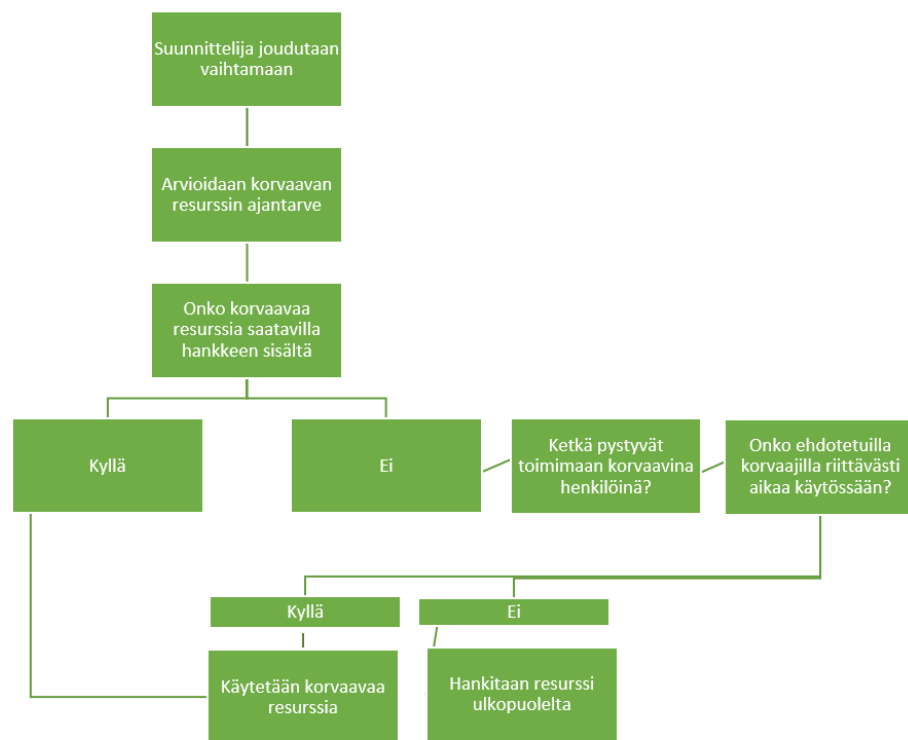 Suunnittelija joudutaan
vaihtamaan
Arvioidaan korvaavan
resurssin ajantarve
Onko korvaavaa
resurssia saatavilla
hankkeen sisältä
Kyllä
Ei
Ketkä pystyvät
toimimaan korvaavina
henkilöinä?
Onko ehdotetuilla
korvaajilla riittävästi
aikaa käytössään?
Kyllä
Ei
Käytetään korvaavaa
resurssia
Hankitaan resurssi
ulkopuolelta